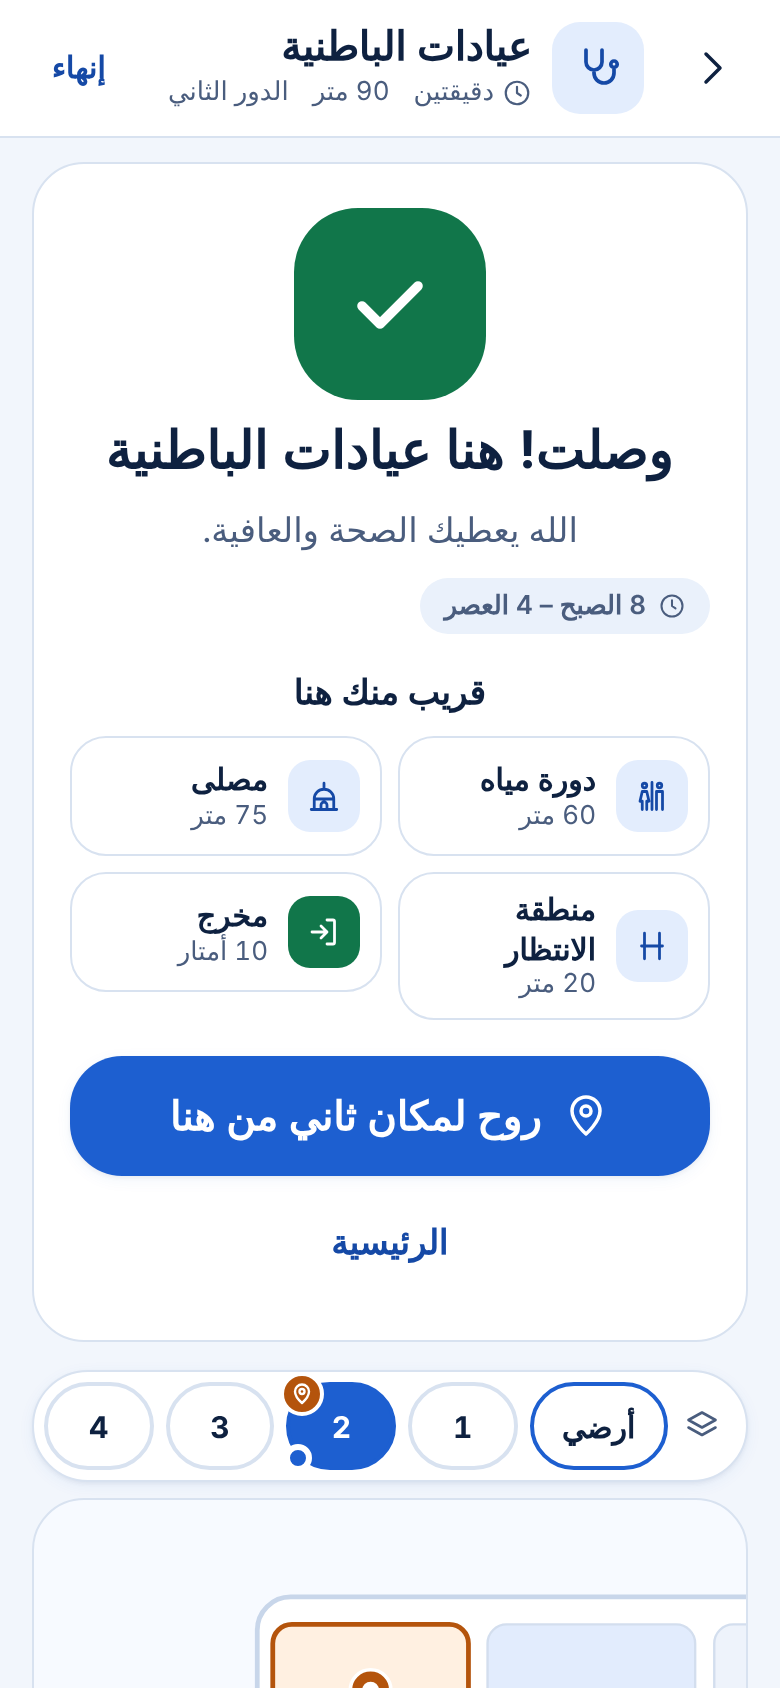 عيادات الباطنية
دقيقتين 90 متر الدور الثاني
إنهاء
وصلت! هنا عيادات الباطنية
الله يعطيك الصحة والعافية.
8 الصبح – 4 العصر
قريب منك هنا
دورة مياه
60 متر
مصلى
75 متر
منطقة
الانتظار
20 متر
مخرج
10 أمتار
روح لمكان ثاني من هنا
الرئيسية
أرضي 1 2 3 4